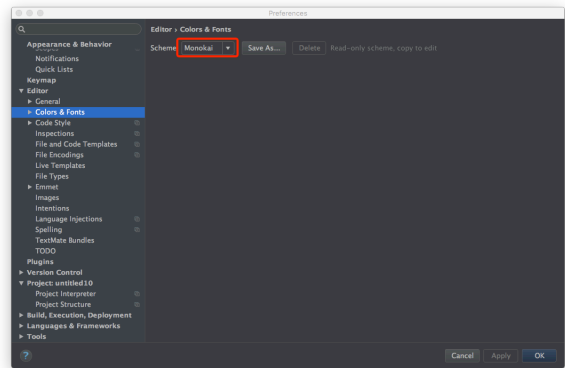 Preferences
Editor › Colors & Fonts
Scheme Monokai Save As... Delete Read-only scheme, copy to edit
Appearance & Behavior
Notifications
Quick Lists
Keymap
Editor
General
Colors & Fonts
Code Style
Inspections
File and Code Templates
File Encodings
Live Templates
File Types
Emmet
Images
Intentions
Language Injections
Spelling
TextMate Bundles
TODO
Plugins
Version Control
Project: untitled10
Project Interpreter
Project Structure
Build, Execution, Deployment
Languages & Frameworks
Tools
?
Cancel Apply OK